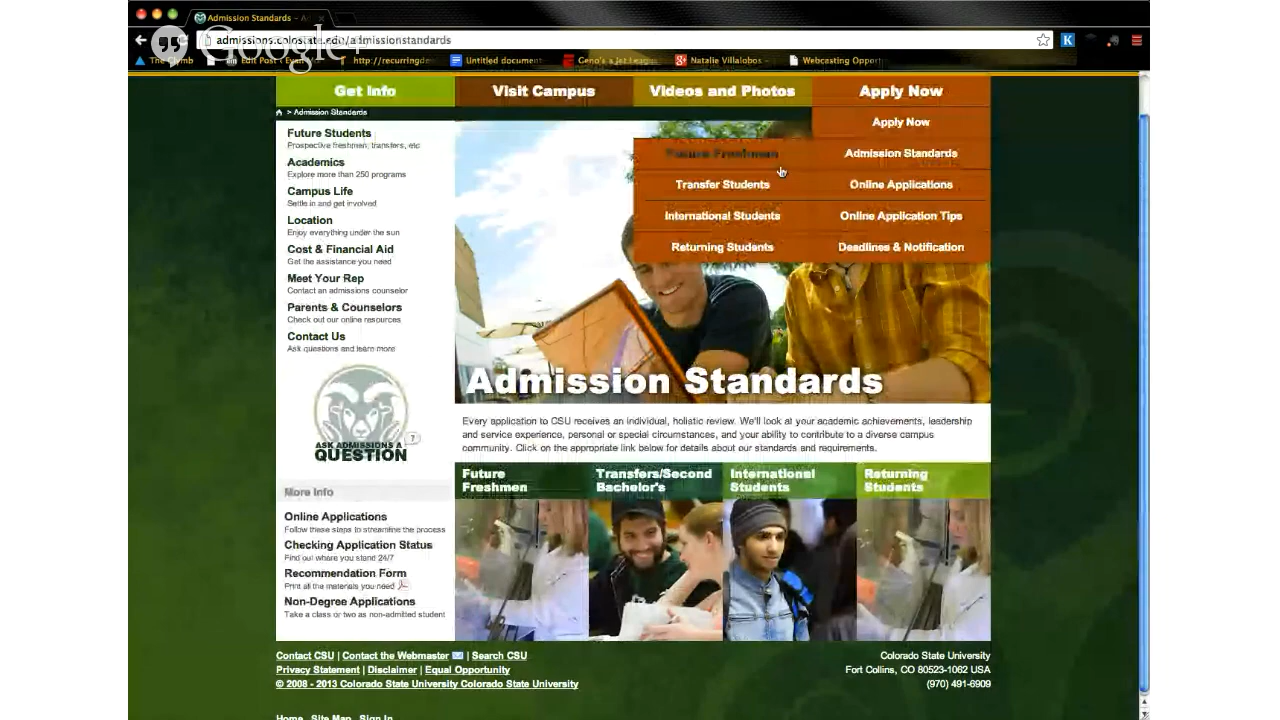 Admission Standards - A
admissions.colostate.edu/admissionstandards
Google+
The Clymb
Edit Post
http://recurringde
Untitled document
Geno's a Jet League
Natalie Villalobos -
Webcasting Opport
Get Info
Visit Campus
Videos and Photos
Apply Now
> Admission Standards
Apply Now
Future Students
Prospective freshmen, transfers, etc
Future Freshmen
Admission Standards
Academics
Explore more than 250 programs
Transfer Students
Online Applications
Campus Life
Settle in and get involved
International Students
Online Application Tips
Location
Enjoy everything under the sun
Returning Students
Deadlines & Notification
Cost & Financial Aid
Get the assistance you need
Meet Your Rep
Contact an admissions counselor
Parents & Counselors
Check out our online resources
Contact Us
Ask questions and learn more
ASK ADMISSIONS A
QUESTION
?
Admission Standards
Every application to CSU receives an individual, holistic review. We'll look at your academic achievements, leadership
and service experience, personal or special circumstances, and your ability to contribute to a diverse campus
community. Click on the appropriate link below for details about our standards and requirements.
Future
Freshmen
Transfers/Second
Bachelor's
International
Students
Returning
Students
More Info
Online Applications
Follow these steps to streamline the process
Checking Application Status
Find out where you stand 24/7
Recommendation Form
Print all the materials you need
Non-Degree Applications
Take a class or two as non-admitted student
Contact CSU | Contact the Webmaster | Search CSU
Privacy Statement | Disclaimer | Equal Opportunity
© 2008 - 2013 Colorado State University Colorado State University
Colorado State University
Fort Collins, CO 80523-1062 USA
(970) 491-6909
Home Site Map Sign In